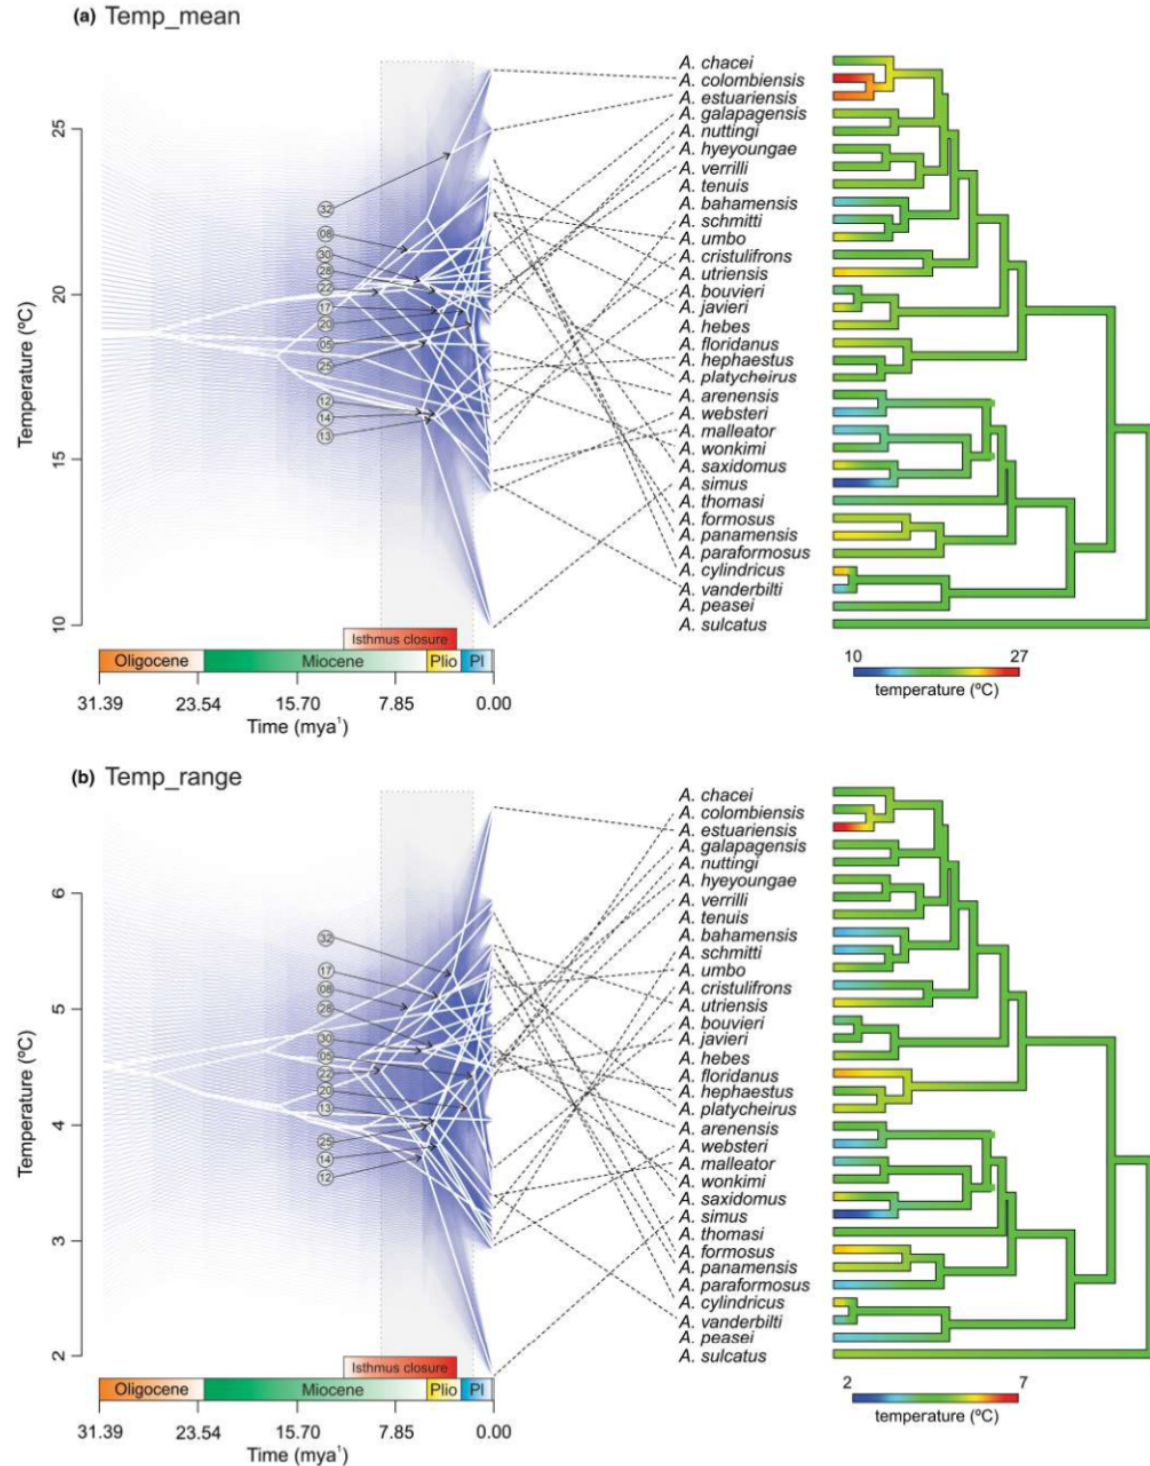 (a) Temp_mean
A. chacei
A. colombiensis
A. estuariensis
A. galapagensis
A. nuttingi
A. hyeyoungae
A. verrilli
A. tenuis
A. bahamensis
A. schmitti
A. umbo
A. cristulifrons
A. utriensis
A. bouvieri
A. javieri
A. hebes
A. floridanus
A. hephaestus
A. platycheirus
A. arenensis
A. websteri
A. malleator
A. wonkimi
A. saxidomus
A. simus
A. thomasi
A. formosus
A. panamensis
A. paraformosus
A. cylindricus
A. vanderbilti
A. peasei
A. sulcatus
Temperature (ºC)
25
20
15
10
32
08
30
28
22
17
20
05
25
12
14
13
Isthmus closure
Oligocene Miocene Plio Pl
31.39 23.54 15.70 7.85 0.00
Time (mya¹)
10 27
temperature (ºC)
(b) Temp_range
A. chacei
A. colombiensis
A. estuariensis
A. galapagensis
A. nuttingi
A. hyeyoungae
A. verrilli
A. tenuis
A. bahamensis
A. schmitti
A. umbo
A. cristulifrons
A. utriensis
A. bouvieri
A. javieri
A. hebes
A. floridanus
A. hephaestus
A. platycheirus
A. arenensis
A. websteri
A. malleator
A. wonkimi
A. saxidomus
A. simus
A. thomasi
A. formosus
A. panamensis
A. paraformosus
A. cylindricus
A. vanderbilti
A. peasei
A. sulcatus
Temperature (ºC)
6
5
4
3
2
32
17
08
28
30
05
22
20
13
25
14
12
Isthmus closure
Oligocene Miocene Plio Pl
31.39 23.54 15.70 7.85 0.00
Time (mya¹)
2 7
temperature (ºC)